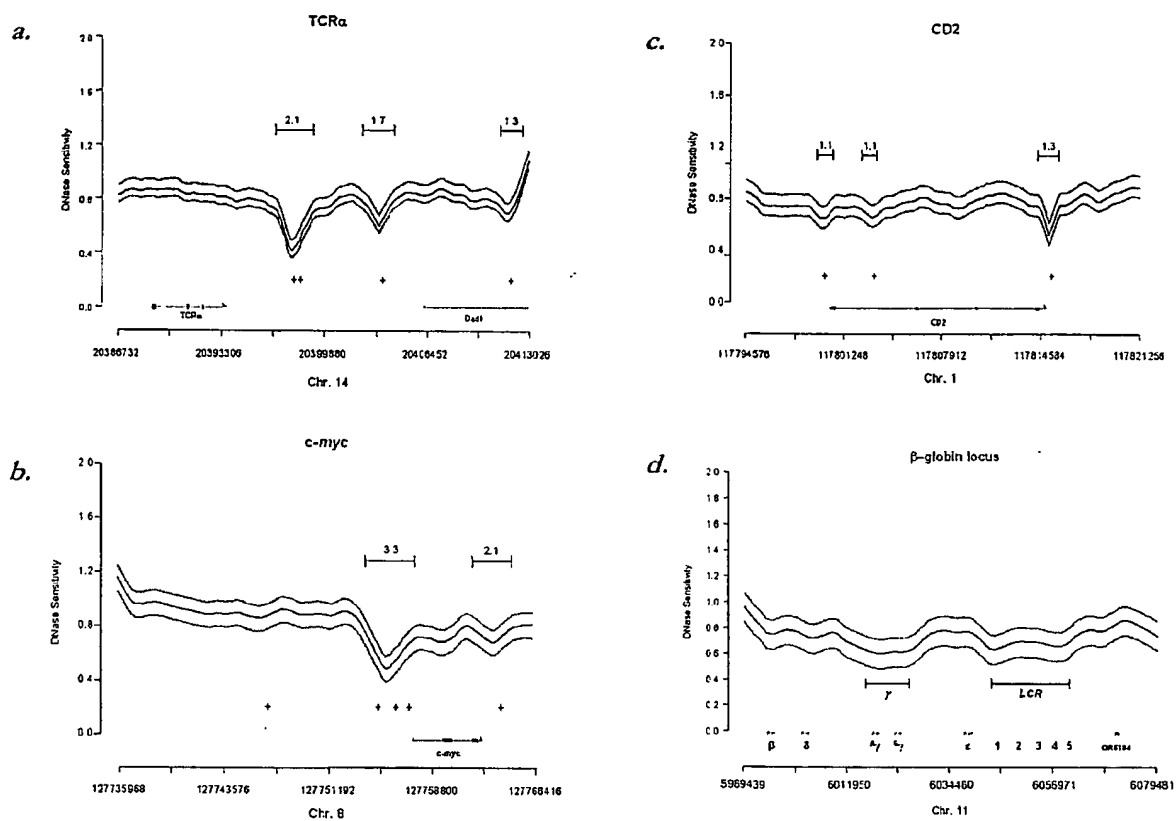 a.
TCRα
DNase Sensitivity
2.0
1.6
1.2
0.8
0.4
0.0
2.1
1.7
1.3
++ + +
TCRα
Dad1
20386732 20393306 20399880 20406452 20413026
Chr. 14
b.
c-myc
DNase Sensitivity
2.0
1.6
1.2
0.8
0.4
0.0
3.3
2.1
+ + + + +
c-myc
127735968 127743576 127751192 127758800 127768416
Chr. 8
c.
CD2
DNase Sensitivity
2.0
1.6
1.2
0.8
0.4
0.0
1.1
1.1
1.3
+ + +
CD2
117794576 117801248 117807912 117814584 117821256
Chr. 1
d.
β-globin locus
DNase Sensitivity
2.0
1.8
1.6
1.4
1.2
1.0
0.8
0.6
0.4
0.2
0.0
γ
LCR
β δ ε 1 2 3 4 5
5969439 6011950 6034460 6056971 6079481
Chr. 11